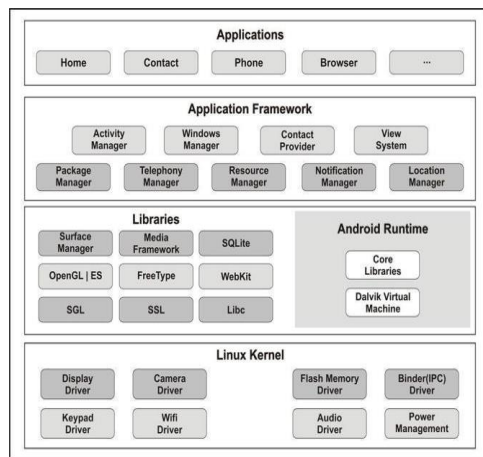 Applications
Home Contact Phone Browser ...
Application Framework
Activity Manager
Windows Manager
Contact Provider
View System
Package Manager
Telephony Manager
Resource Manager
Notification Manager
Location Manager
Libraries
Surface Manager
Media Framework
SQLite
OpenGL | ES
FreeType
WebKit
SGL
SSL
Libc
Android Runtime
Core Libraries
Dalvik Virtual Machine
Linux Kernel
Display Driver
Camera Driver
Flash Memory Driver
Binder(IPC) Driver
Keypad Driver
Wifi Driver
Audio Driver
Power Management